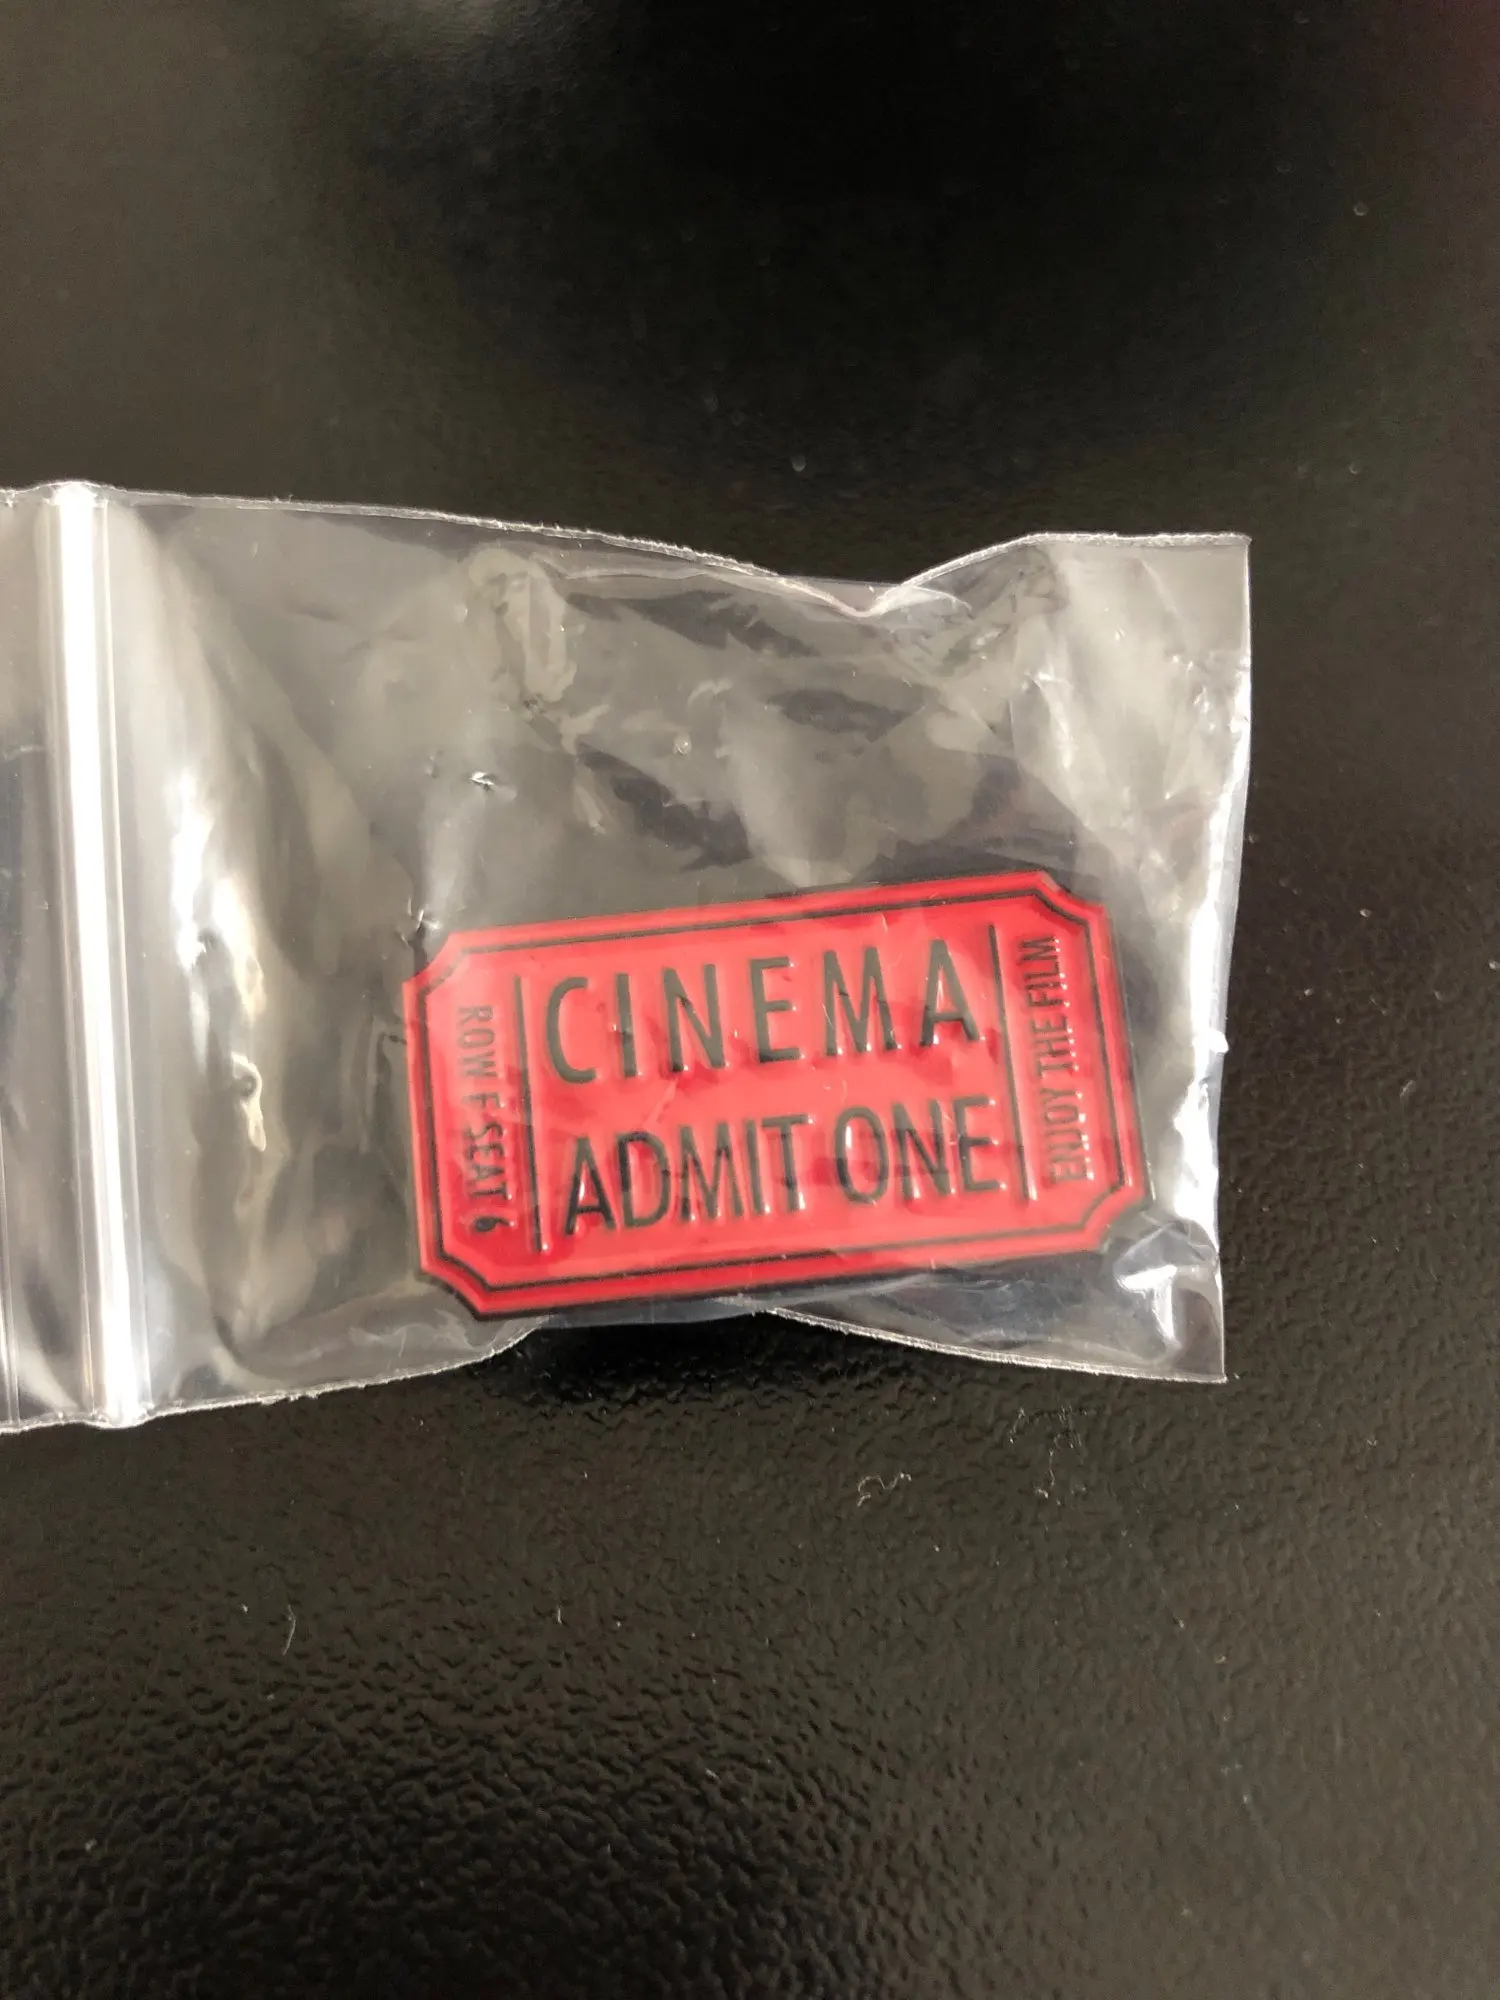 ROW F SEAT 6
CINEMA
ADMIT ONE
ENJOY THE FILM